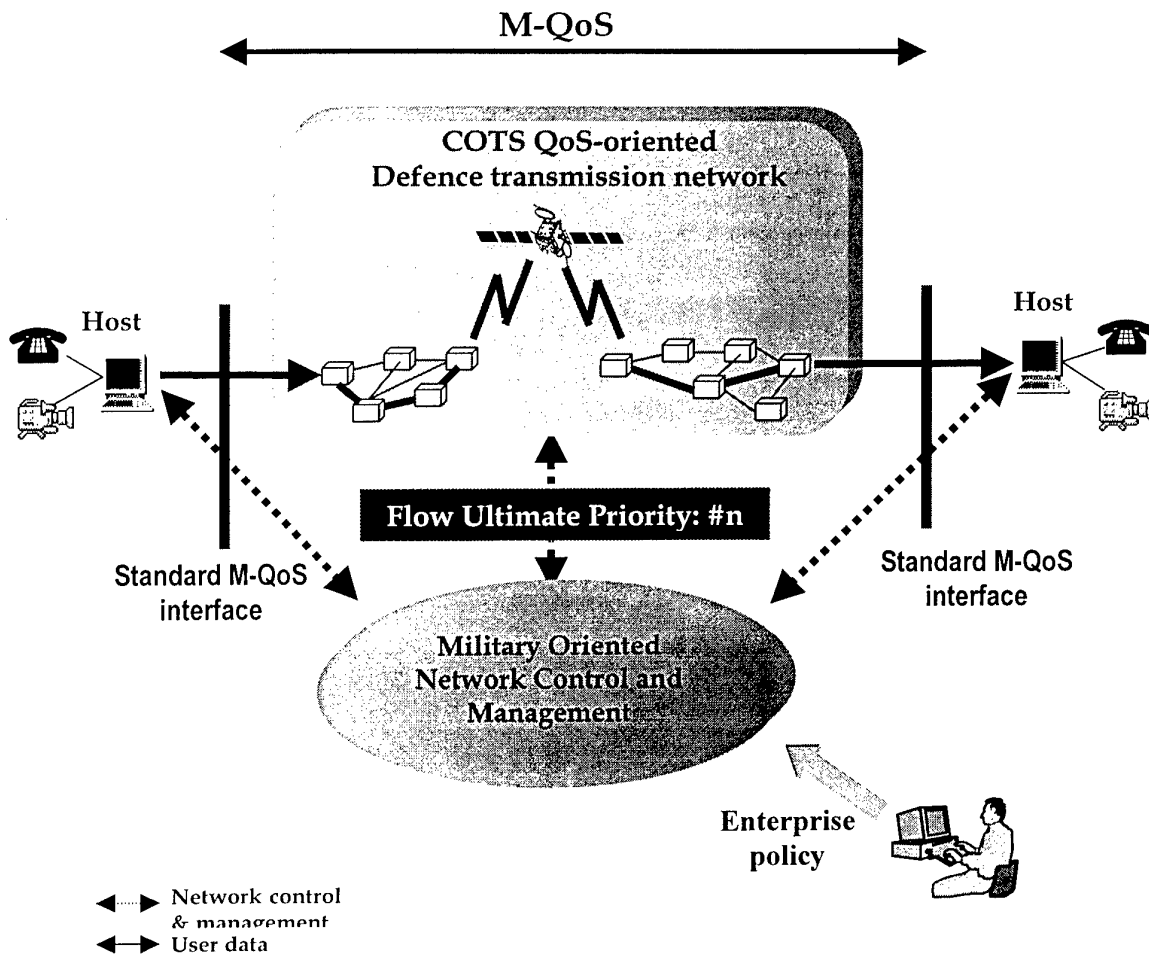 M-QoS
COTS QoS-oriented
Defence transmission network
Host
Host
Flow Ultimate Priority: #n
Standard M-QoS
interface
Standard M-QoS
interface
Military Oriented
Network Control and
Management
Enterprise
policy
Network control
& management
User data